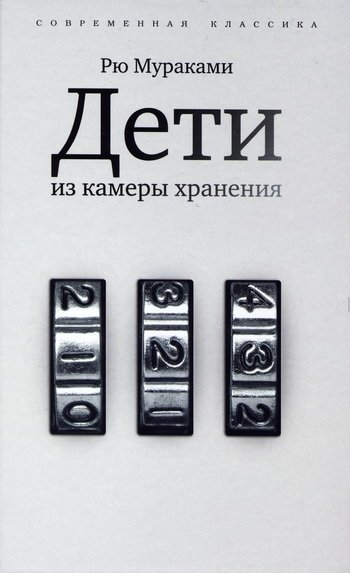 СОВРЕМЕННАЯ КЛАССИКА
Рю Мураками
Дети
из камеры хранения
2 3 4
1 2 3
0 1 2